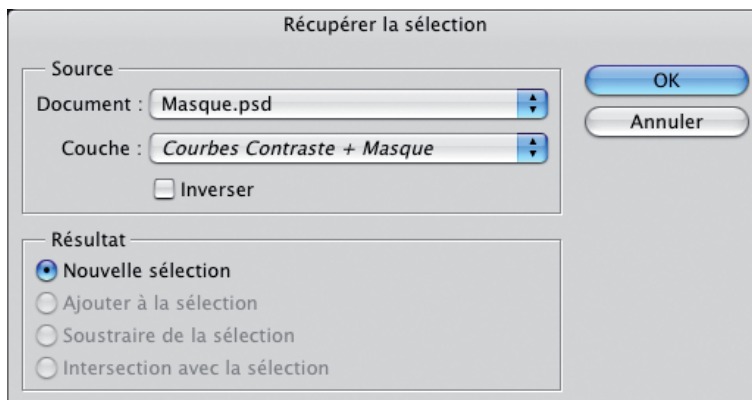 Récupérer la sélection
Source
Document : Masque.psd
Couche : Courbes Contraste + Masque
Inverser
OK
Annuler
Résultat
Nouvelle sélection
Ajouter à la sélection
Soustraire de la sélection
Intersection avec la sélection